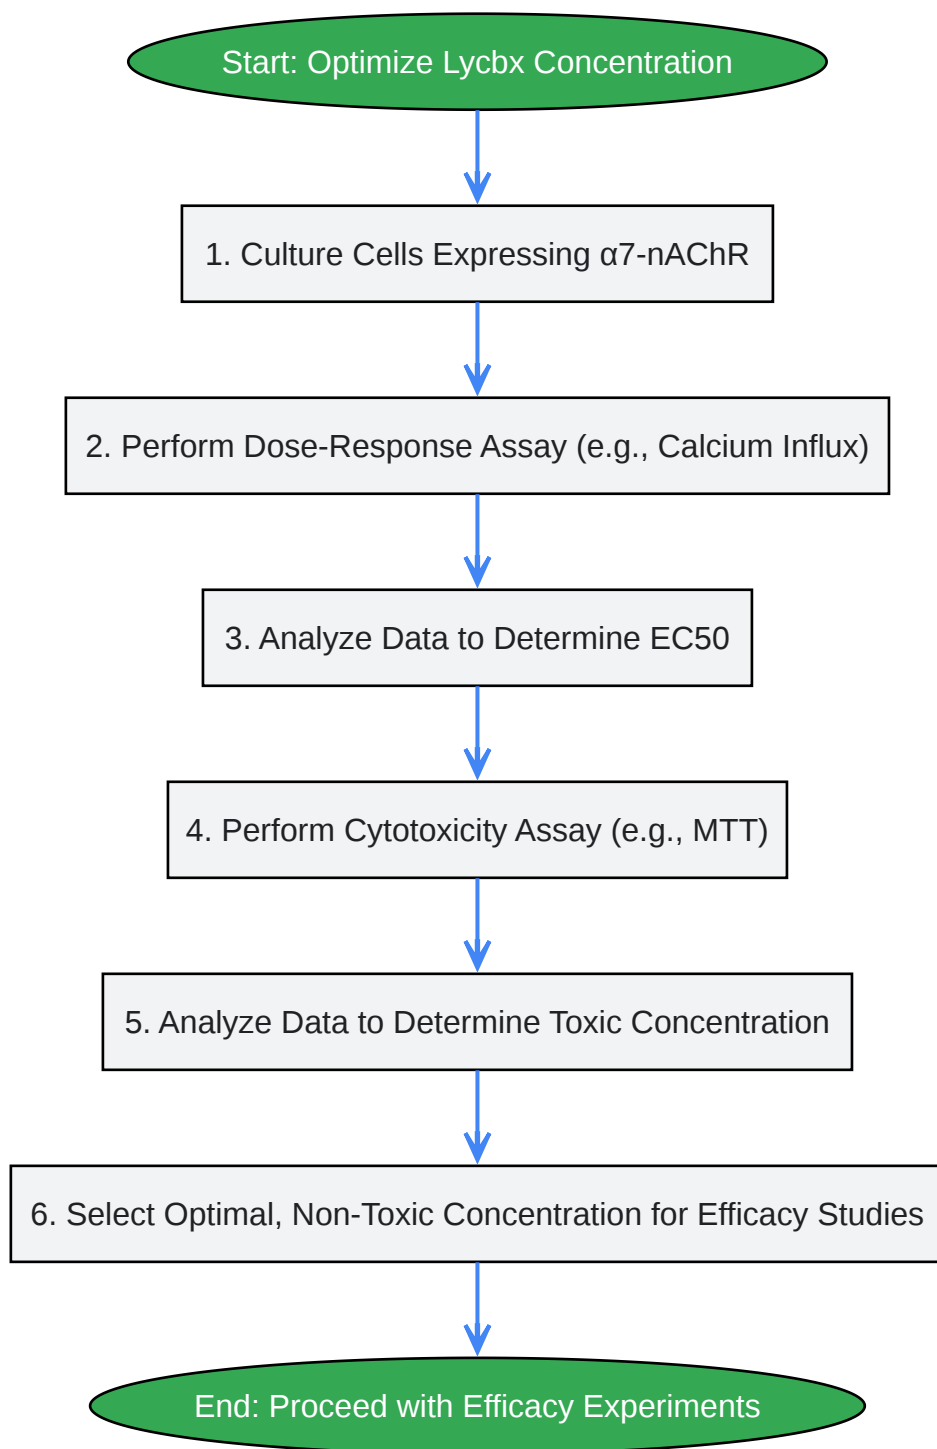 Start: Optimize Lycbx Concentration
1. Culture Cells Expressing α7-nAChR
2. Perform Dose-Response Assay (e.g., Calcium Influx)
3. Analyze Data to Determine EC50
4. Perform Cytotoxicity Assay (e.g., MTT)
5. Analyze Data to Determine Toxic Concentration
6. Select Optimal, Non-Toxic Concentration for Efficacy Studies
End: Proceed with Efficacy Experiments